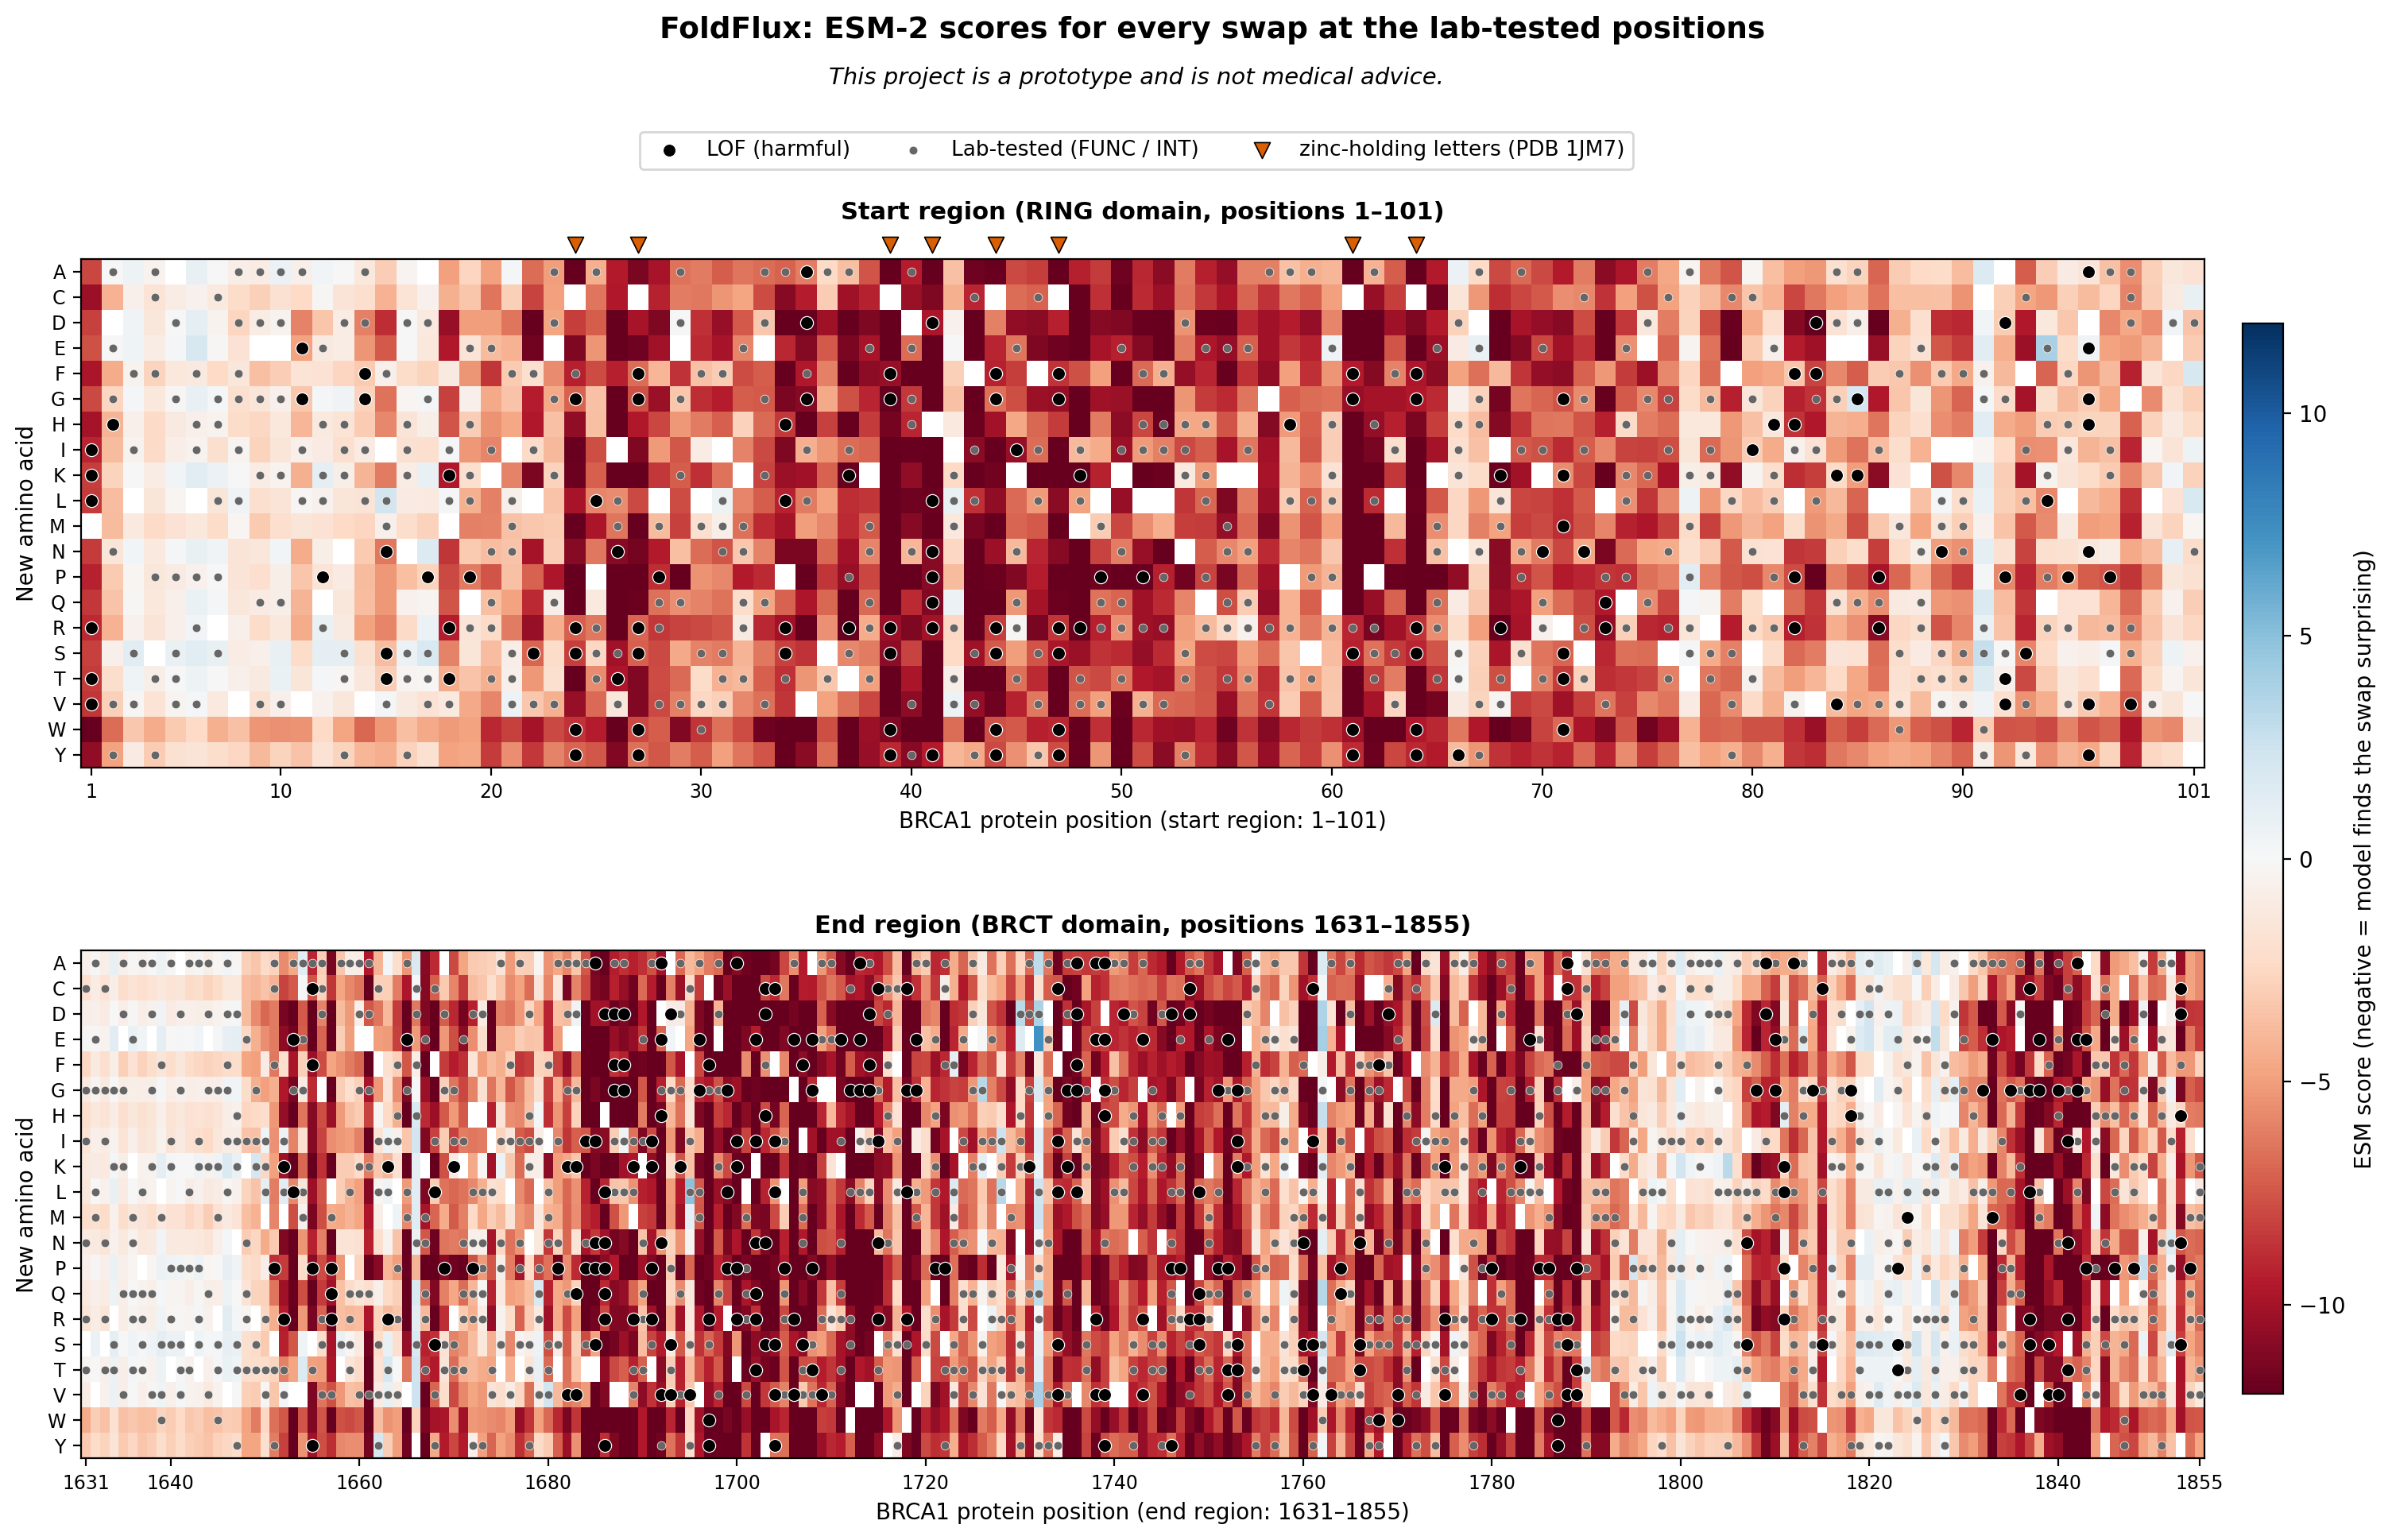 FoldFlux: ESM-2 scores for every swap at the lab-tested positions
This project is a prototype and is not medical advice.
LOF (harmful)
Lab-tested (FUNC / INT)
zinc-holding letters (PDB 1JM7)
Start region (RING domain, positions 1–101)
New amino acid
A
C
D
E
F
G
H
I
K
L
M
N
P
Q
R
S
T
V
W
Y
1 10 20 30 40 50 60 70 80 90 101
BRCA1 protein position (start region: 1–101)
End region (BRCT domain, positions 1631–1855)
New amino acid
A
C
D
E
F
G
H
I
K
L
M
N
P
Q
R
S
T
V
W
Y
1631 1640 1660 1680 1700 1720 1740 1760 1780 1800 1820 1840 1855
BRCA1 protein position (end region: 1631–1855)
10
5
0
−5
−10
ESM score (negative = model finds the swap surprising)